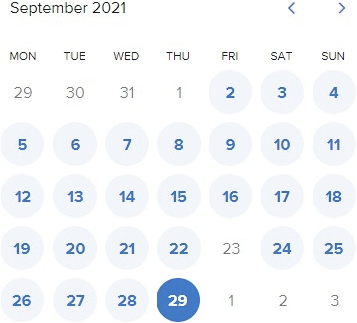 September 2021
MON TUE WED THU FRI SAT SUN
29 30 31 1 2 3 4
5 6 7 8 9 10 11
12 13 14 15 16 17 18
19 20 21 22 23 24 25
26 27 28 29 1 2 3